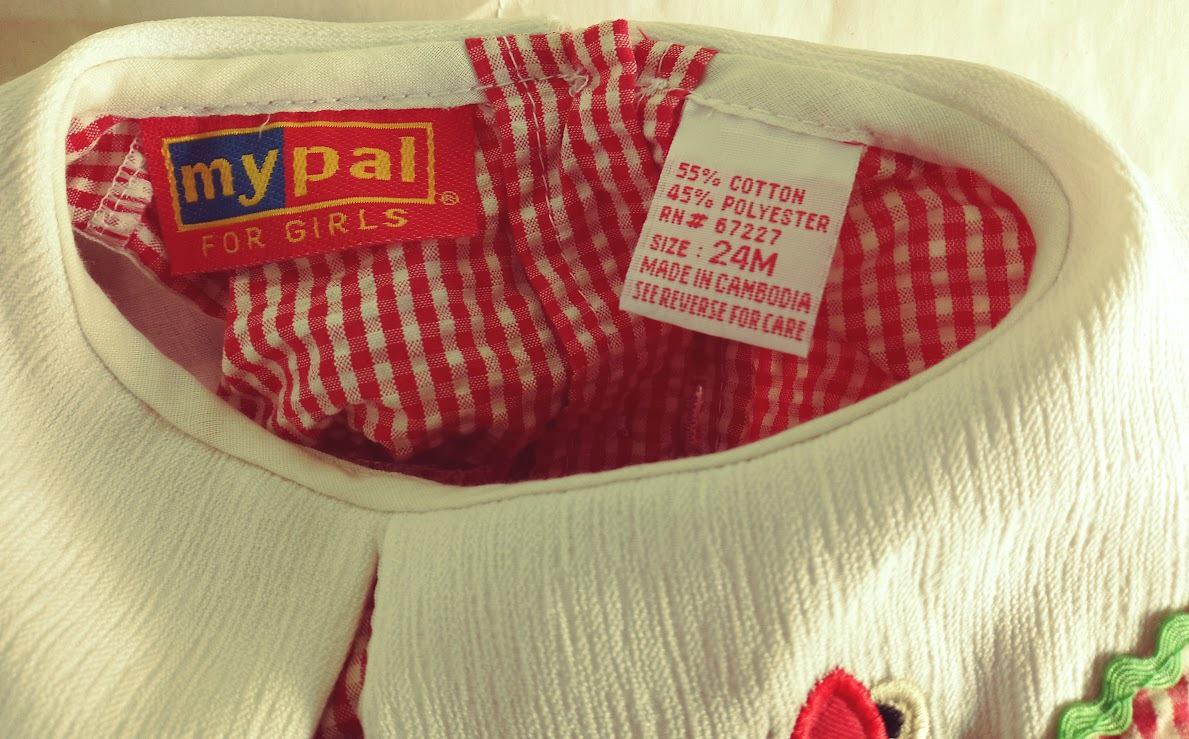 mypal®
FOR GIRLS
55% COTTON
45% POLYESTER
RN# 67227
SIZE : 24M
MADE IN CAMBODIA
SEE REVERSE FOR CARE